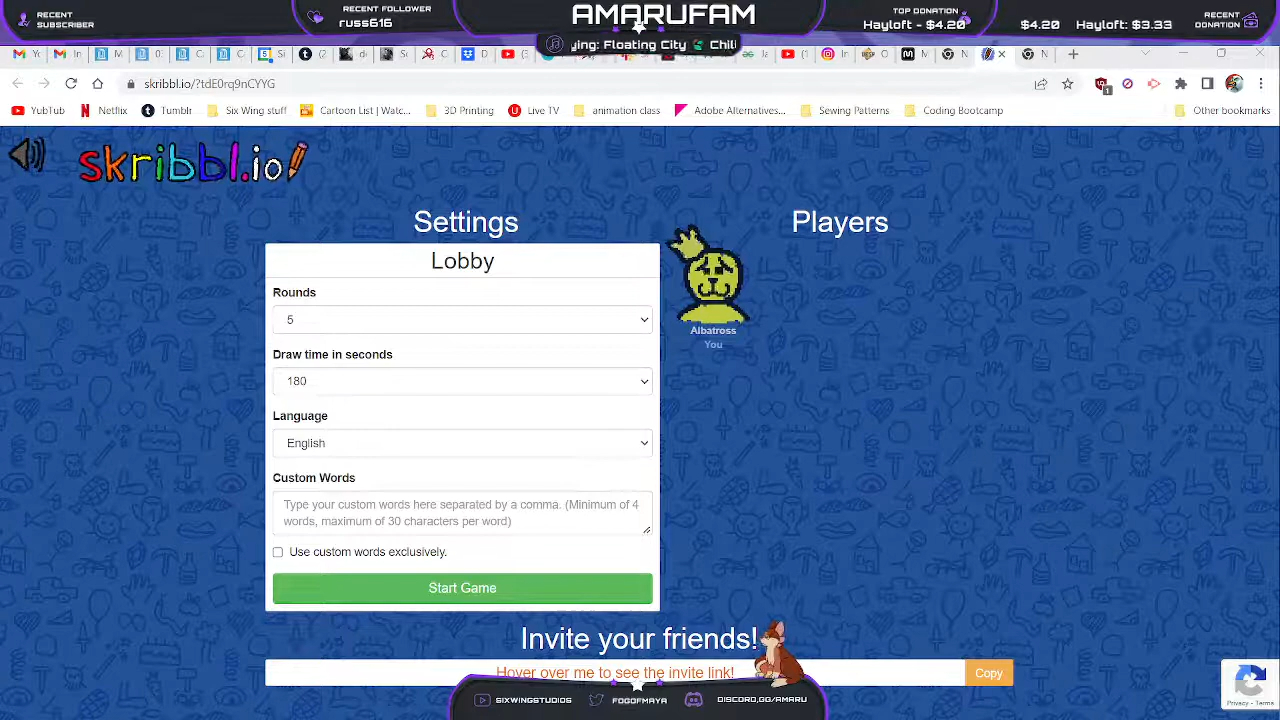 RECENT SUBSCRIBER
RECENT FOLLOWER
russ616
AMARUFAM
TOP DONATION
Hayloft - $4.20
$4.20 Hayloft: $3.33
RECENT DONATION
ying: Floating City
Chil
skribbl.io/?tdE0rq9nCYYG
1
YubTub
Netflix
Tumblr
Six Wing stuff
Cartoon List | Watc...
3D Printing
Live TV
animation class
Adobe Alternatives...
Sewing Patterns
Coding Bootcamp
Other bookmarks
skribbl.io
Settings
Players
Lobby
Rounds
5
Draw time in seconds
180
Language
English
Custom Words
Type your custom words here separated by a comma. (Minimum of 4
words, maximum of 30 characters per word)
Use custom words exclusively.
Start Game
Albatross
You
Invite your friends!
Hover over me to see the invite link!
Copy
Privacy - Terms
SIXWINGSTUDIOS
FOGOFMAYA
DISCORD.GG/AMARU